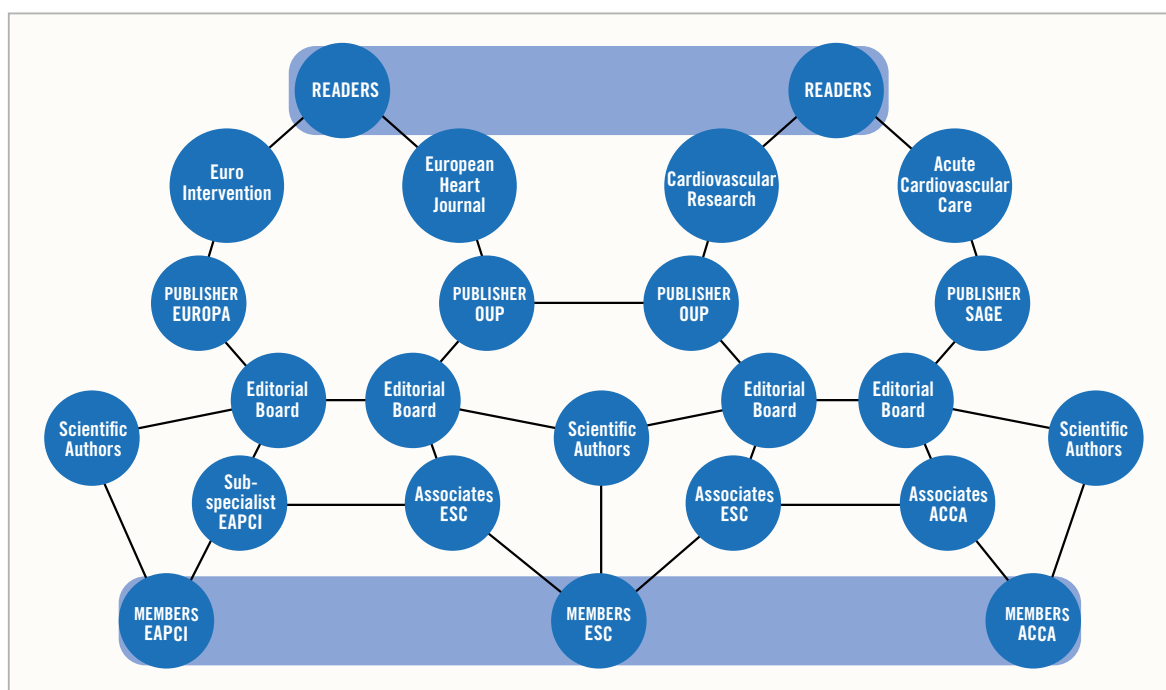 READERS
READERS
Euro
Intervention
European
Heart
Journal
Cardiovascular
Research
Acute
Cardiovascular
Care
PUBLISHER
EUROPA
PUBLISHER
OUP
PUBLISHER
OUP
PUBLISHER
SAGE
Editorial
Board
Editorial
Board
Editorial
Board
Editorial
Board
Scientific
Authors
Scientific
Authors
Scientific
Authors
Sub-
specialist
EAPCI
Associates
ESC
Associates
ESC
Associates
ACCA
MEMBERS
EAPCI
MEMBERS
ESC
MEMBERS
ACCA